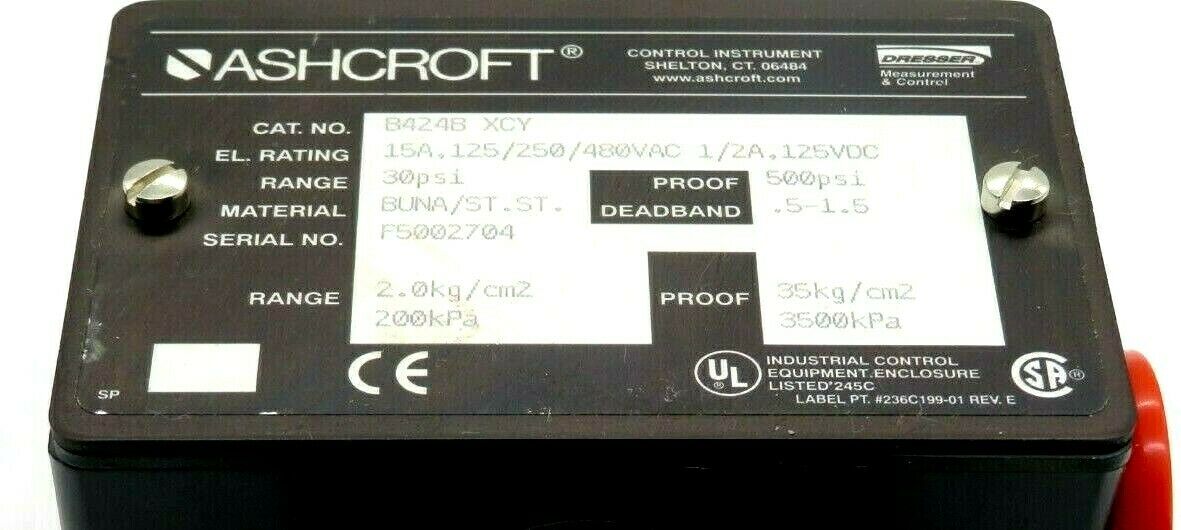 ASHCROFT®
CONTROL INSTRUMENT
SHELTON, CT. 06484
www.ashcroft.com
DRESSER
Measurement
& Control
CAT. NO. B424B XCY
EL. RATING 15A.125/250/480VAC 1/2A.125VDC
RANGE 30psi PROOF 500psi
MATERIAL BUNA/ST.ST. DEADBAND .5-1.5
SERIAL NO. F5002704
RANGE 2.0kg/cm2 PROOF 35kg/cm2
200kPa 3500kPa
SP
CE
UL®
INDUSTRIAL CONTROL
EQUIPMENT.ENCLOSURE
LISTED 245C
LABEL PT. #236C199-01 REV. E
SA®